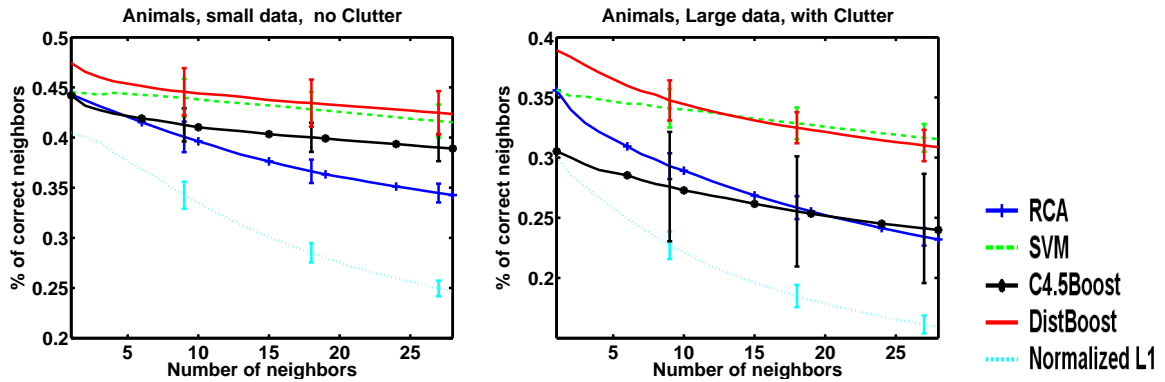 Animals, small data, no Clutter
% of correct neighbors
0.5
0.45
0.4
0.35
0.3
0.25
0.2
5 10 15 20 25
Number of neighbors
Animals, Large data, with Clutter
% of correct neighbors
0.4
0.35
0.3
0.25
0.2
5 10 15 20 25
Number of neighbors
RCA
SVM
C4.5Boost
DistBoost
Normalized L1